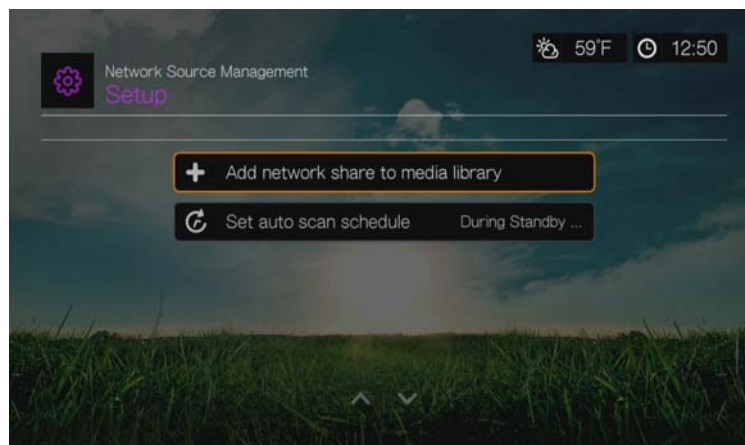 59°F 12:50
Network Source Management
Setup
Add network share to media library
Set auto scan schedule During Standby ...